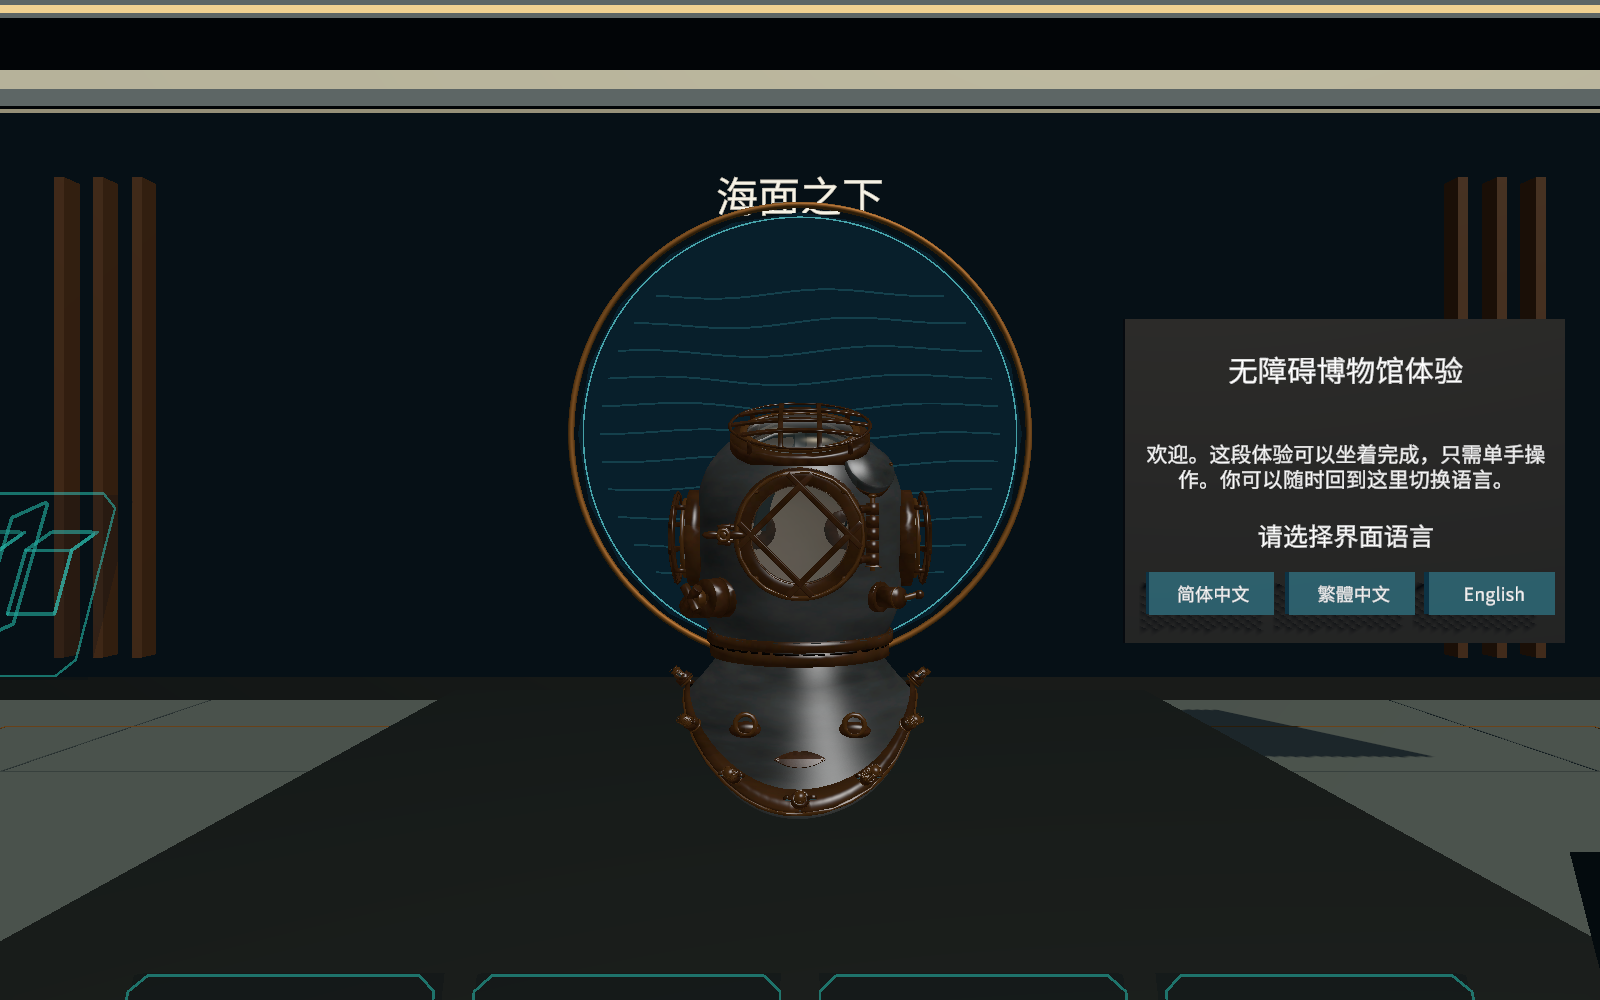 海面之下
无障碍博物馆体验
欢迎。这段体验可以坐着完成，只需单手操
作。你可以随时回到这里切换语言。
请选择界面语言
简体中文
繁體中文
English